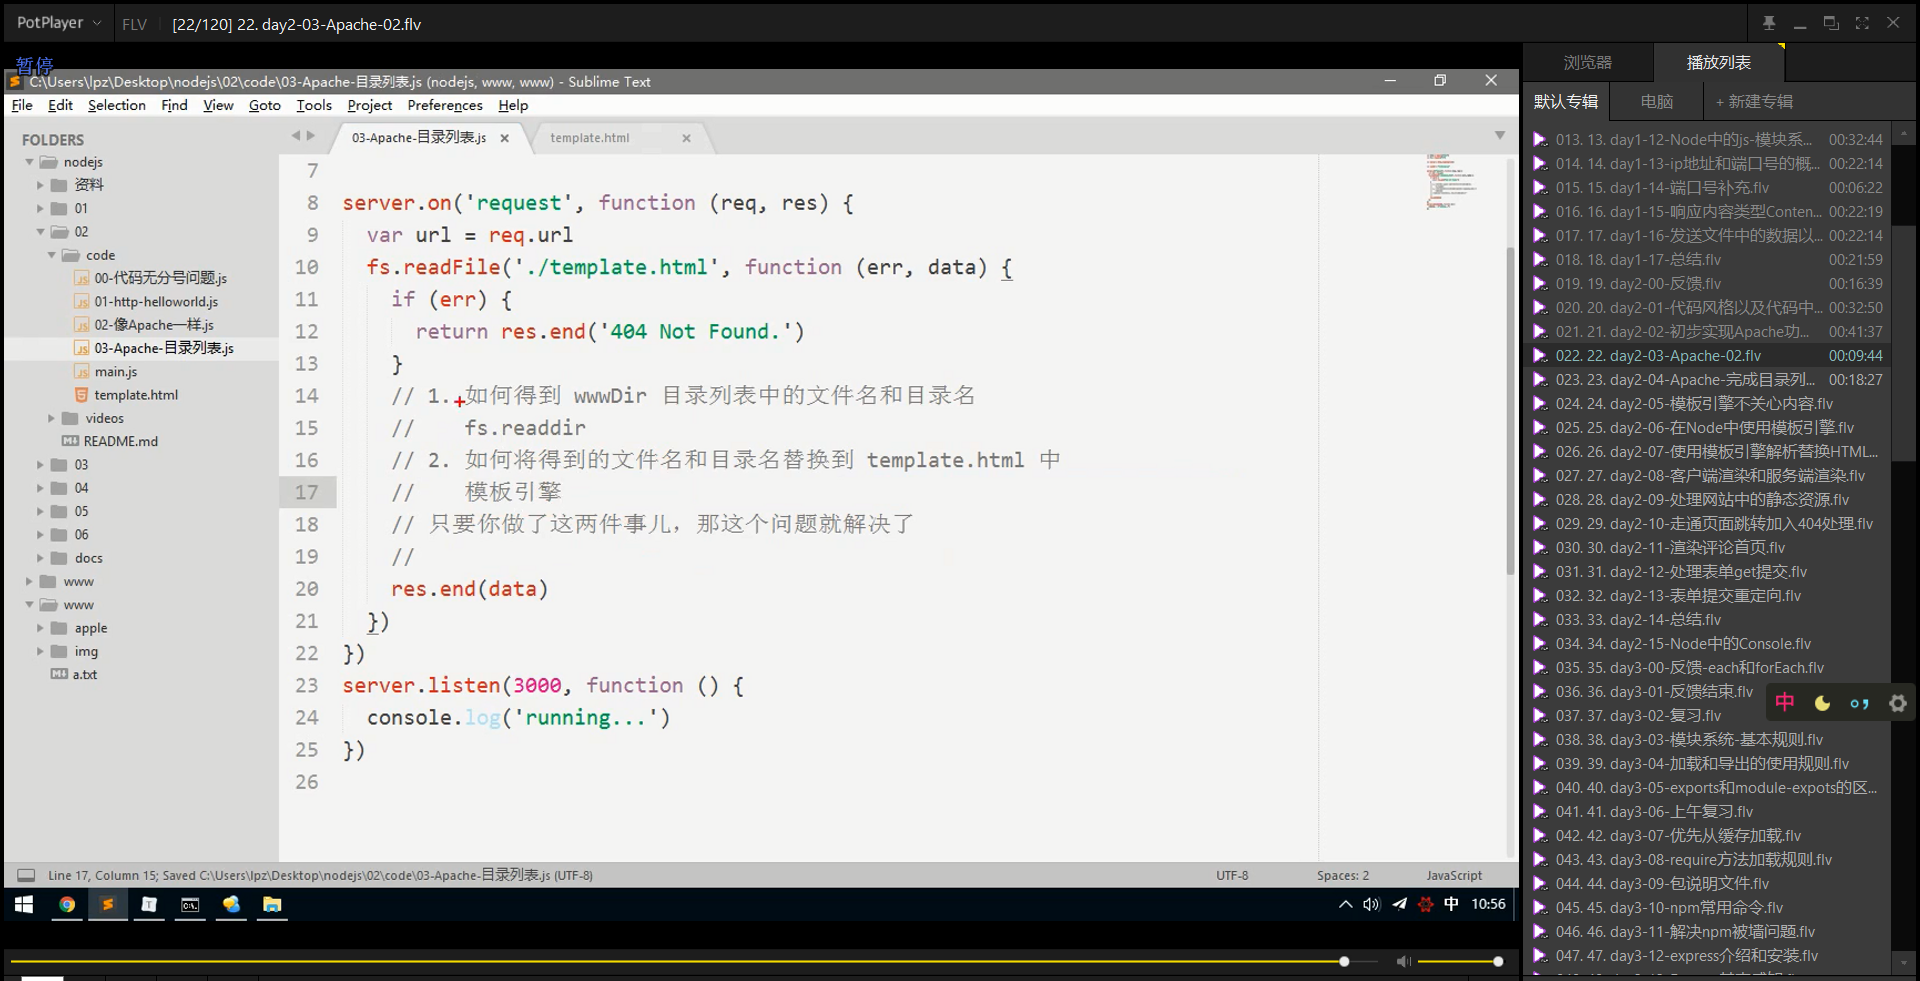 PotPlayer
FLV
[22/120] 22. day2-03-Apache-02.flv
暂停
C:\Users\lpz\Desktop\nodejs\02\code\03-Apache-目录列表.js (nodejs, www, www) - Sublime Text
File Edit Selection Find View Goto Tools Project Preferences Help
FOLDERS
nodejs
资料
01
02
code
00-代码无分号问题.js
01-http-helloworld.js
02-像Apache一样.js
03-Apache-目录列表.js
main.js
template.html
videos
README.md
03
04
05
06
docs
www
www
apple
img
a.txt
03-Apache-目录列表.js
template.html
7
8 server.on('request', function (req, res) {
9 var url = req.url
10 fs.readFile('./template.html', function (err, data) {
11 if (err) {
12 return res.end('404 Not Found.')
13 }
14 // 1. 如何得到 wwwDir 目录列表中的文件名和目录名
15 // fs.readdir
16 // 2. 如何将得到的文件名和目录名替换到 template.html 中
17 // 模板引擎
18 // 只要你做了这两件事儿，那这个问题就解决了
19 //
20 res.end(data)
21 })
22 })
23 server.listen(3000, function () {
24 console.log('running...')
25 })
26
Line 17, Column 15; Saved C:\Users\lpz\Desktop\nodejs\02\code\03-Apache-目录列表.js (UTF-8)
UTF-8
Spaces: 2
JavaScript
中
10:56
浏览器
播放列表
默认专辑
电脑
+ 新建专辑
013. 13. day1-12-Node中的js-模块系... 00:32:44
014. 14. day1-13-ip地址和端口号的概... 00:22:14
015. 15. day1-14-端口号补充.flv 00:06:22
016. 16. day1-15-响应内容类型Conten... 00:22:19
017. 17. day1-16-发送文件中的数据以... 00:22:14
018. 18. day1-17-总结.flv 00:21:59
019. 19. day2-00-反馈.flv 00:16:39
020. 20. day2-01-代码风格以及代码中... 00:32:50
021. 21. day2-02-初步实现Apache功... 00:41:37
022. 22. day2-03-Apache-02.flv 00:09:44
023. 23. day2-04-Apache-完成目录列... 00:18:27
024. 24. day2-05-模板引擎不关心内容.flv
025. 25. day2-06-在Node中使用模板引擎.flv
026. 26. day2-07-使用模板引擎解析替换HTML...
027. 27. day2-08-客户端渲染和服务端渲染.flv
028. 28. day2-09-处理网站中的静态资源.flv
029. 29. day2-10-走通页面跳转加入404处理.flv
030. 30. day2-11-渲染评论首页.flv
031. 31. day2-12-处理表单get提交.flv
032. 32. day2-13-表单提交重定向.flv
033. 33. day2-14-总结.flv
034. 34. day2-15-Node中的Console.flv
035. 35. day3-00-反馈-each和forEach.flv
036. 36. day3-01-反馈结束.flv
中
037. 37. day3-02-复习.flv
038. 38. day3-03-模块系统-基本规则.flv
039. 39. day3-04-加载和导出的使用规则.flv
040. 40. day3-05-exports和module-expots的区...
041. 41. day3-06-上午复习.flv
042. 42. day3-07-优先从缓存加载.flv
043. 43. day3-08-require方法加载规则.flv
044. 44. day3-09-包说明文件.flv
045. 45. day3-10-npm常用命令.flv
046. 46. day3-11-解决npm被墙问题.flv
047. 47. day3-12-express介绍和安装.flv